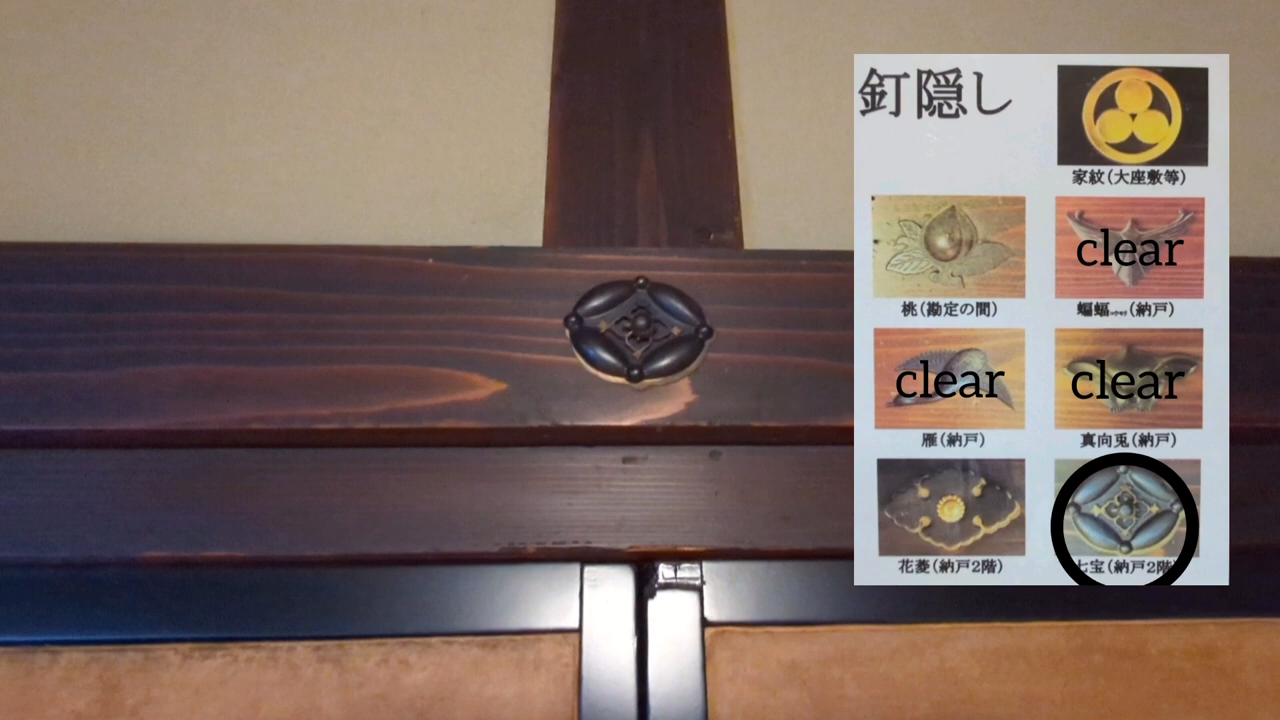 釘隠し
家紋(大座敷等)
桃(勘定の間)
clear
蝙蝠(納戸)
clear
雁(納戸)
clear
真向兎(納戸)
花菱(納戸2階)
七宝(納戸2階